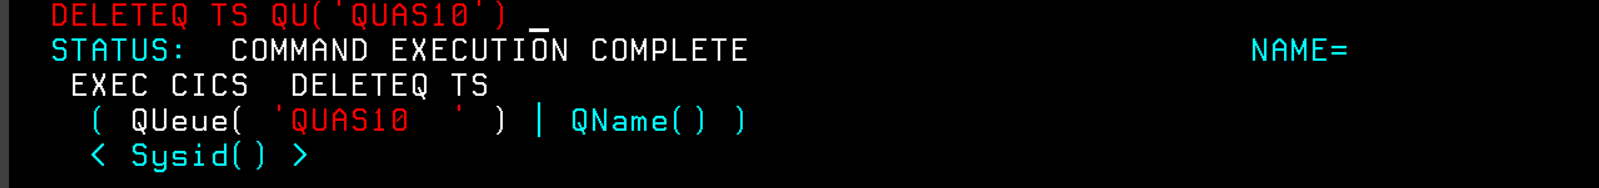 DELETEQ TS QU('QUAS10')
STATUS:  COMMAND EXECUTION COMPLETE                         NAME=
 EXEC CICS  DELETEQ TS
  ( QUeue( 'QUAS10  ' ) | QName() )
  < Sysid() >